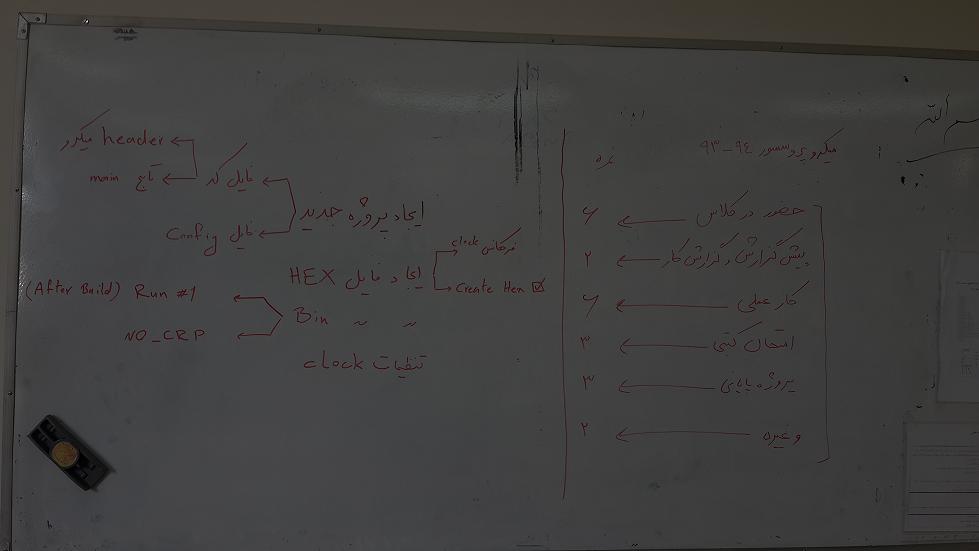 بسم الله
میکروپروسسور ۹۴-۹۳
نمره
حضور در کلاس ۶
پیش گزارش و گزارش کار ۲
کار عملی ۶
امتحان کتبی ۳
پروژه پایانی ۳
و غیره ۲
ایجاد پروژه جدید
فایل کد
header میکرو
تابع main
فایل Config
ایجاد فایل HEX
فرکانس clock
Create Hex ☑
Bin " "
(After Build) Run #1
NO_CRP
تنظیمات clock